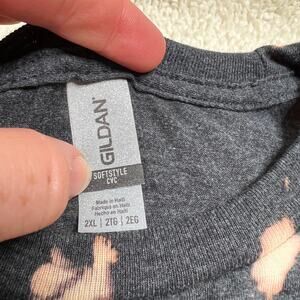 GILDAN
SOFTSTYLE
CVC
Made in Haiti
Fabriqué en Haïti
Hecho en Haití
2XL | 2TG | 2EG